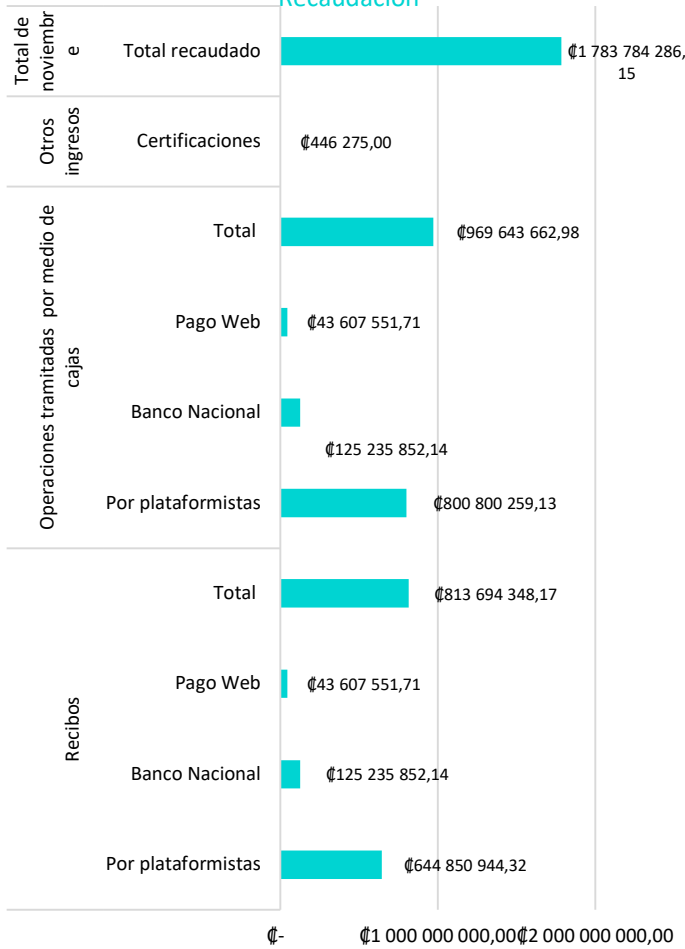 Recaudación
Total de
noviembr
e
Total recaudado
₡1 783 784 286,
15
Otros
ingresos
Certificaciones
₡446 275,00
Operaciones tramitadas por medio de
cajas
Total
₡969 643 662,98
Pago Web
₡43 607 551,71
Banco Nacional
₡125 235 852,14
Por plataformistas
₡800 800 259,13
Recibos
Total
₡813 694 348,17
Pago Web
₡43 607 551,71
Banco Nacional
₡125 235 852,14
Por plataformistas
₡644 850 944,32
₡- ₡1 000 000 000,00 ₡2 000 000 000,00